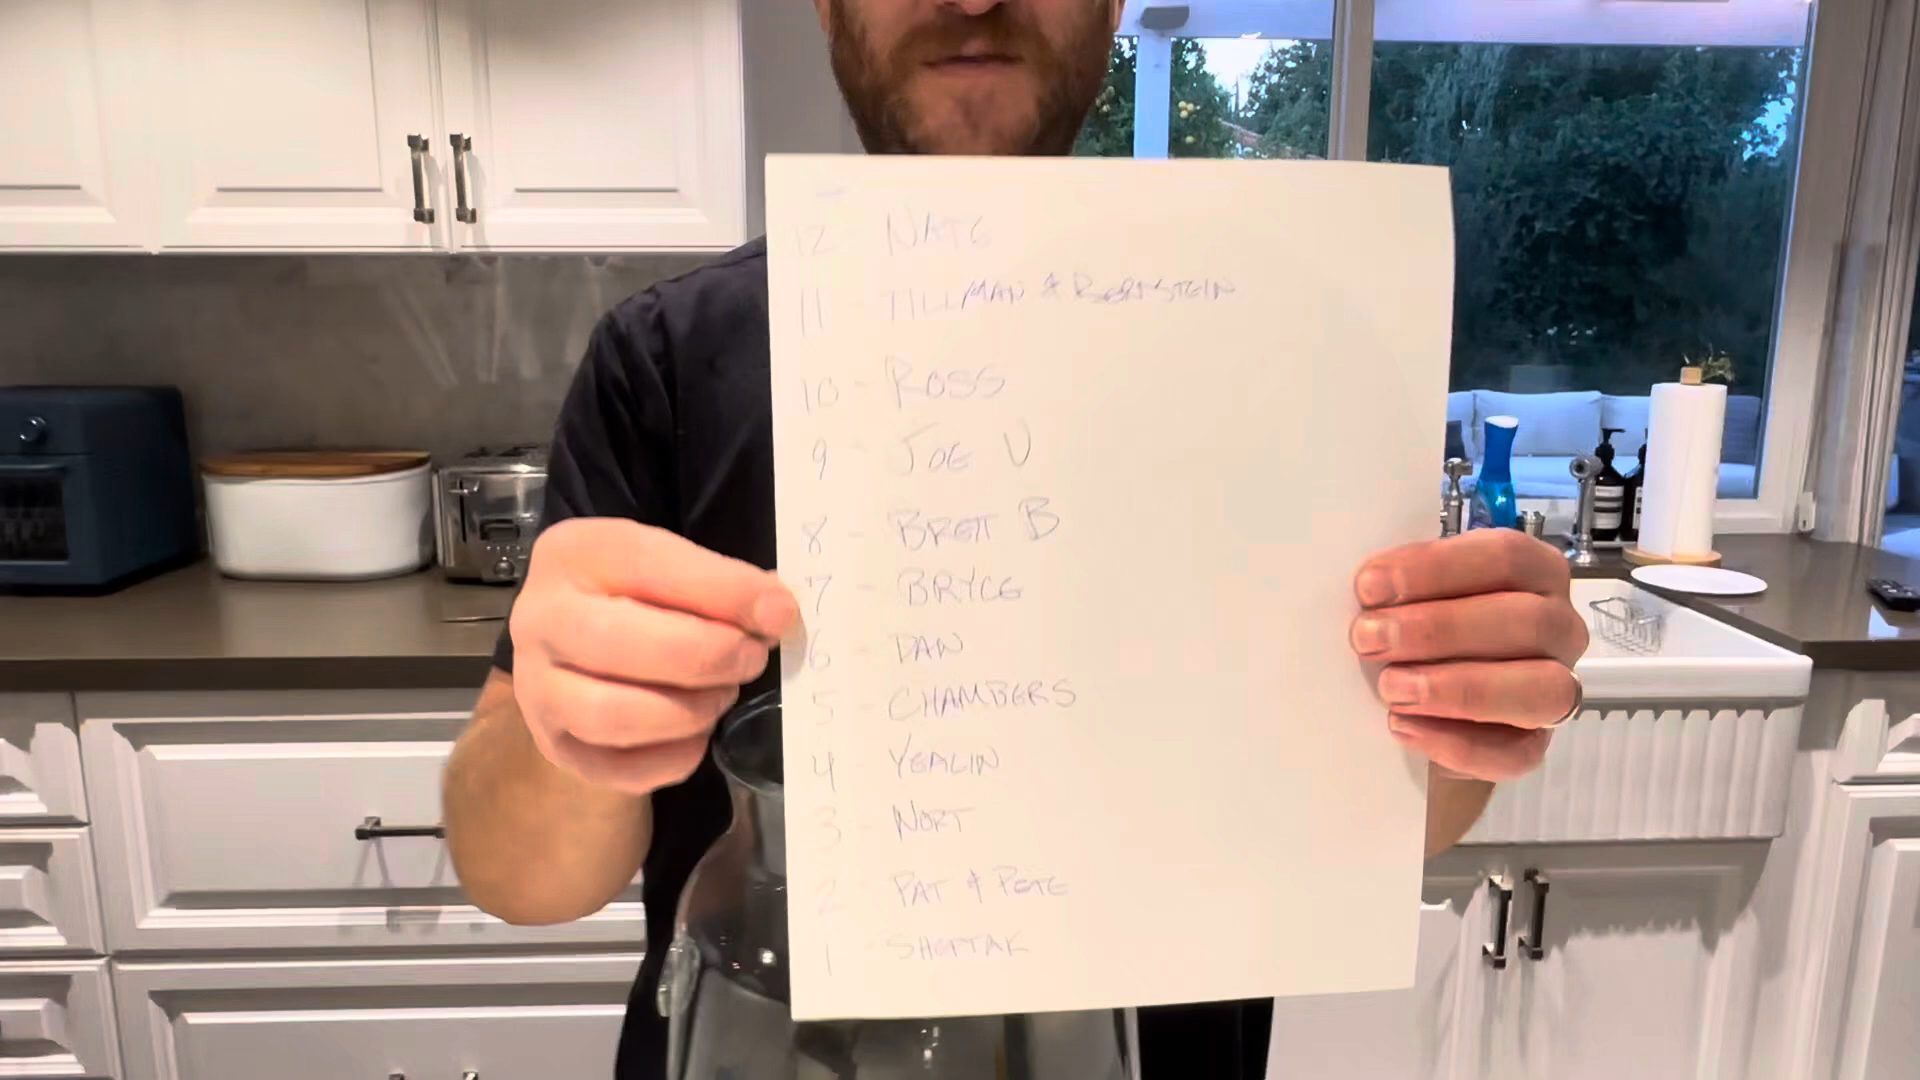 12 - NATE
11 - TILLMAN & BERNSTEIN
10 - ROSS
9 - JOE V
8 - BRETT B
7 - BRYCE
6 - DAN
5 - CHAMBERS
4 - YEALIN
3 - NORT
2 - PAT & PETE
1 - SHOTTAK